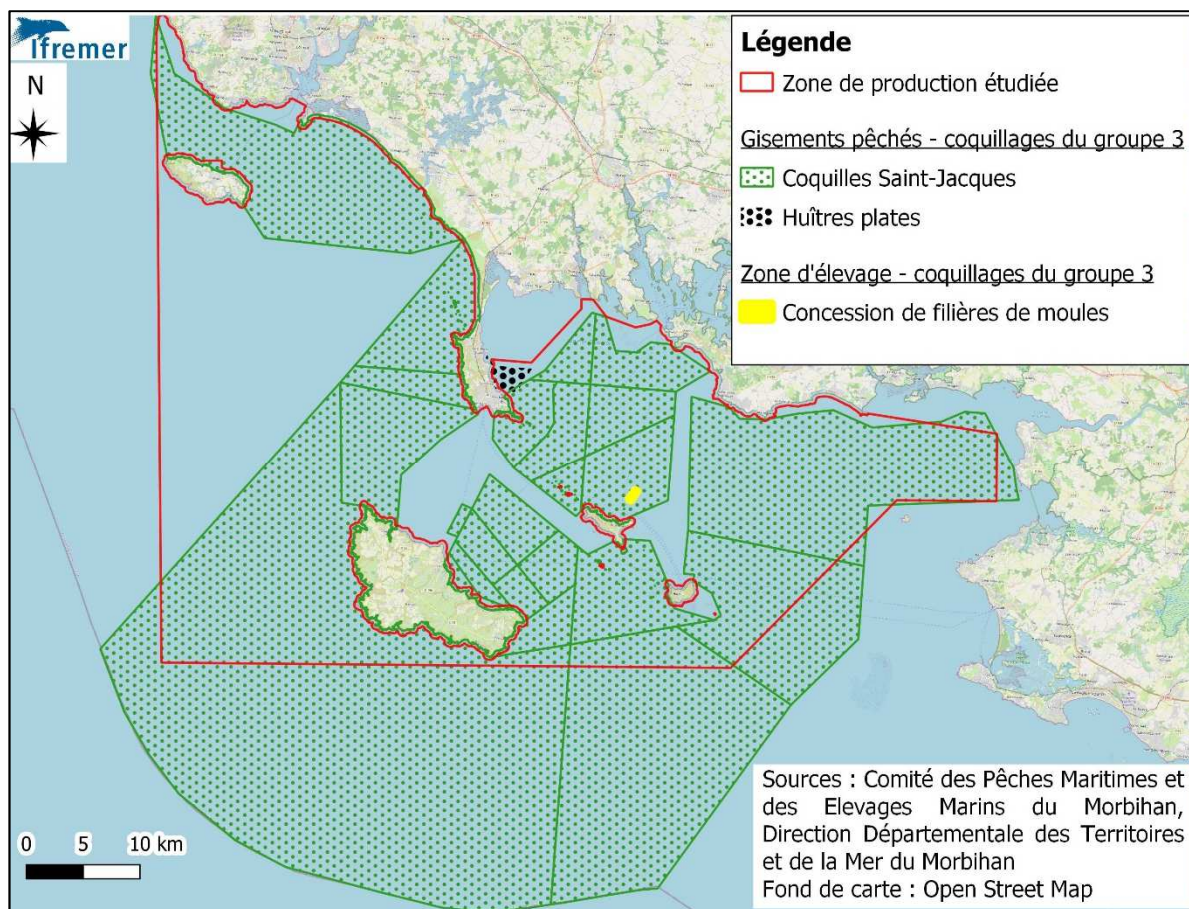 Ifremer
N
Légende
Zone de production étudiée
Gisements pêchés - coquillages du groupe 3
Coquilles Saint-Jacques
Huîtres plates
Zone d'élevage - coquillages du groupe 3
Concession de filières de moules
0 5 10 km
Sources : Comité des Pêches Maritimes et
des Elevages Marins du Morbihan,
Direction Départementale des Territoires
et de la Mer du Morbihan
Fond de carte : Open Street Map